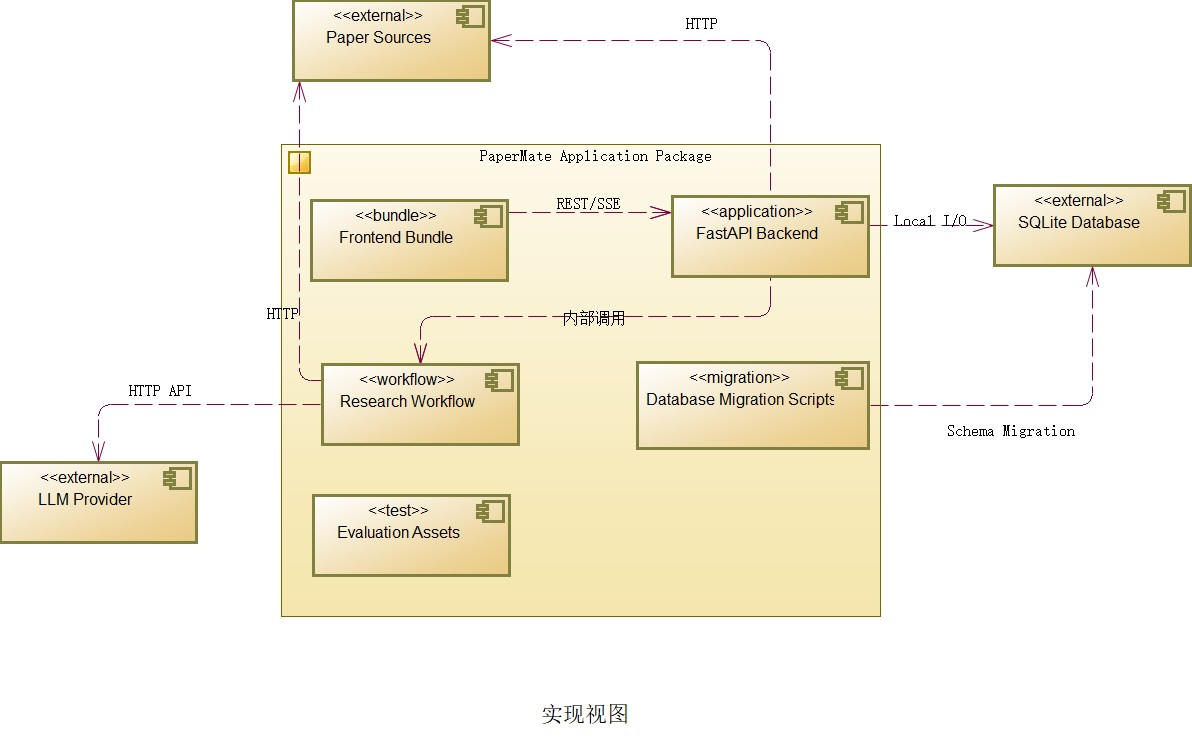 <<external>>
Paper Sources
HTTP
PaperMate Application Package
<<bundle>>
Frontend Bundle
REST/SSE
<<application>>
FastAPI Backend
Local I/O
<<external>>
SQLite Database
HTTP
内部调用
<<workflow>>
Research Workflow
<<migration>>
Database Migration Scripts
HTTP API
Schema Migration
<<external>>
LLM Provider
<<test>>
Evaluation Assets
实现视图